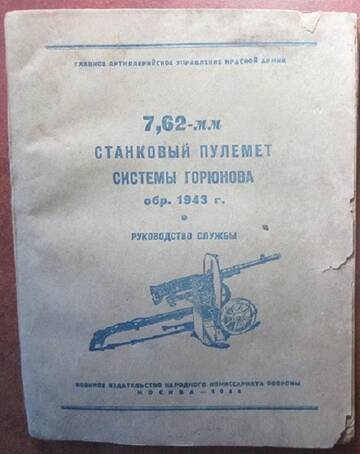 ГЛАВНОЕ АРТИЛЛЕРИЙСКОЕ УПРАВЛЕНИЕ КРАСНОЙ АРМИИ
7,62-мм
СТАНКОВЫЙ ПУЛЕМЕТ
СИСТЕМЫ ГОРЮНОВА
обр. 1943 г.
РУКОВОДСТВО СЛУЖБЫ
ВОЕННОЕ ИЗДАТЕЛЬСТВО НАРОДНОГО КОМИССАРИАТА ОБОРОНЫ
МОСКВА — 1944